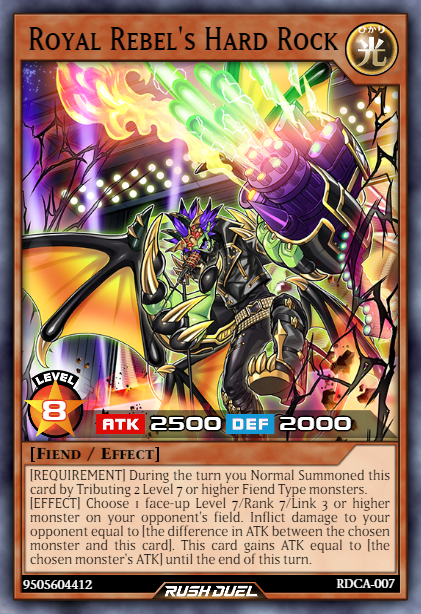 Royal Rebel's Hard Rock
ひかり
光
LEVEL
8
ATK 2500 DEF 2000
[Fiend / Effect]
[REQUIREMENT] During the turn you Normal Summoned this
card by Tributing 2 Level 7 or higher Fiend Type monsters.
[EFFECT] Choose 1 face-up Level 7/Rank 7/Link 3 or higher
monster on your opponent's field. Inflict damage to your
opponent equal to [the difference in ATK between the chosen
monster and this card]. This card gains ATK equal to [the
chosen monster's ATK] until the end of this turn.
9505604412
RUSH DUEL
RDCA-007